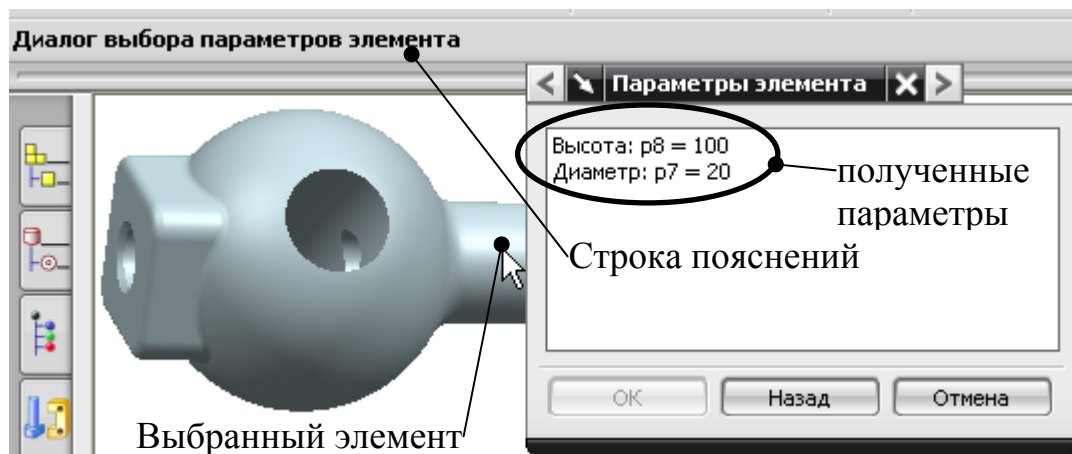 Диалог выбора параметров элемента
Параметры элемента
Высота: p8 = 100
Диаметр: p7 = 20
полученные
параметры
Строка пояснений
OK
Назад
Отмена
Выбранный элемент